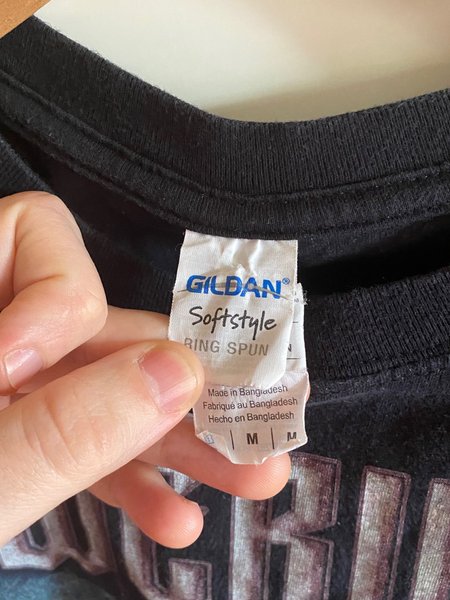 GILDAN®
Softstyle
RING SPUN
Made in Bangladesh
Fabriqué au Bangladesh
Hecho en Bangladesh
M
M